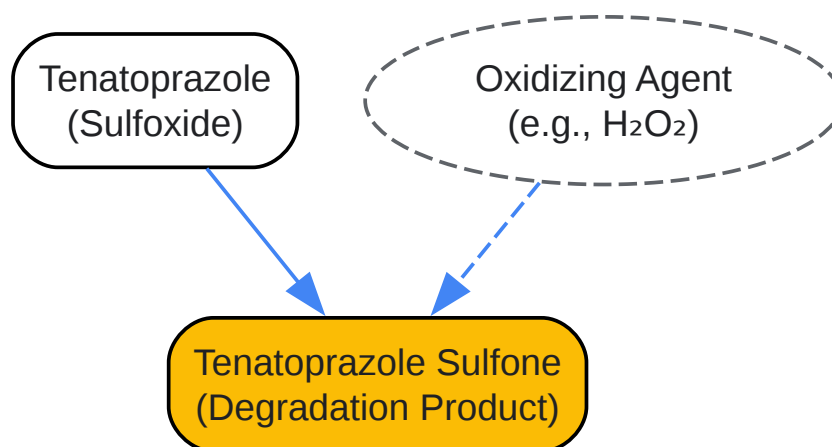 Tenatoprazole
(Sulfoxide)
Oxidizing Agent
(e.g., H₂O₂)
Tenatoprazole Sulfone
(Degradation Product)